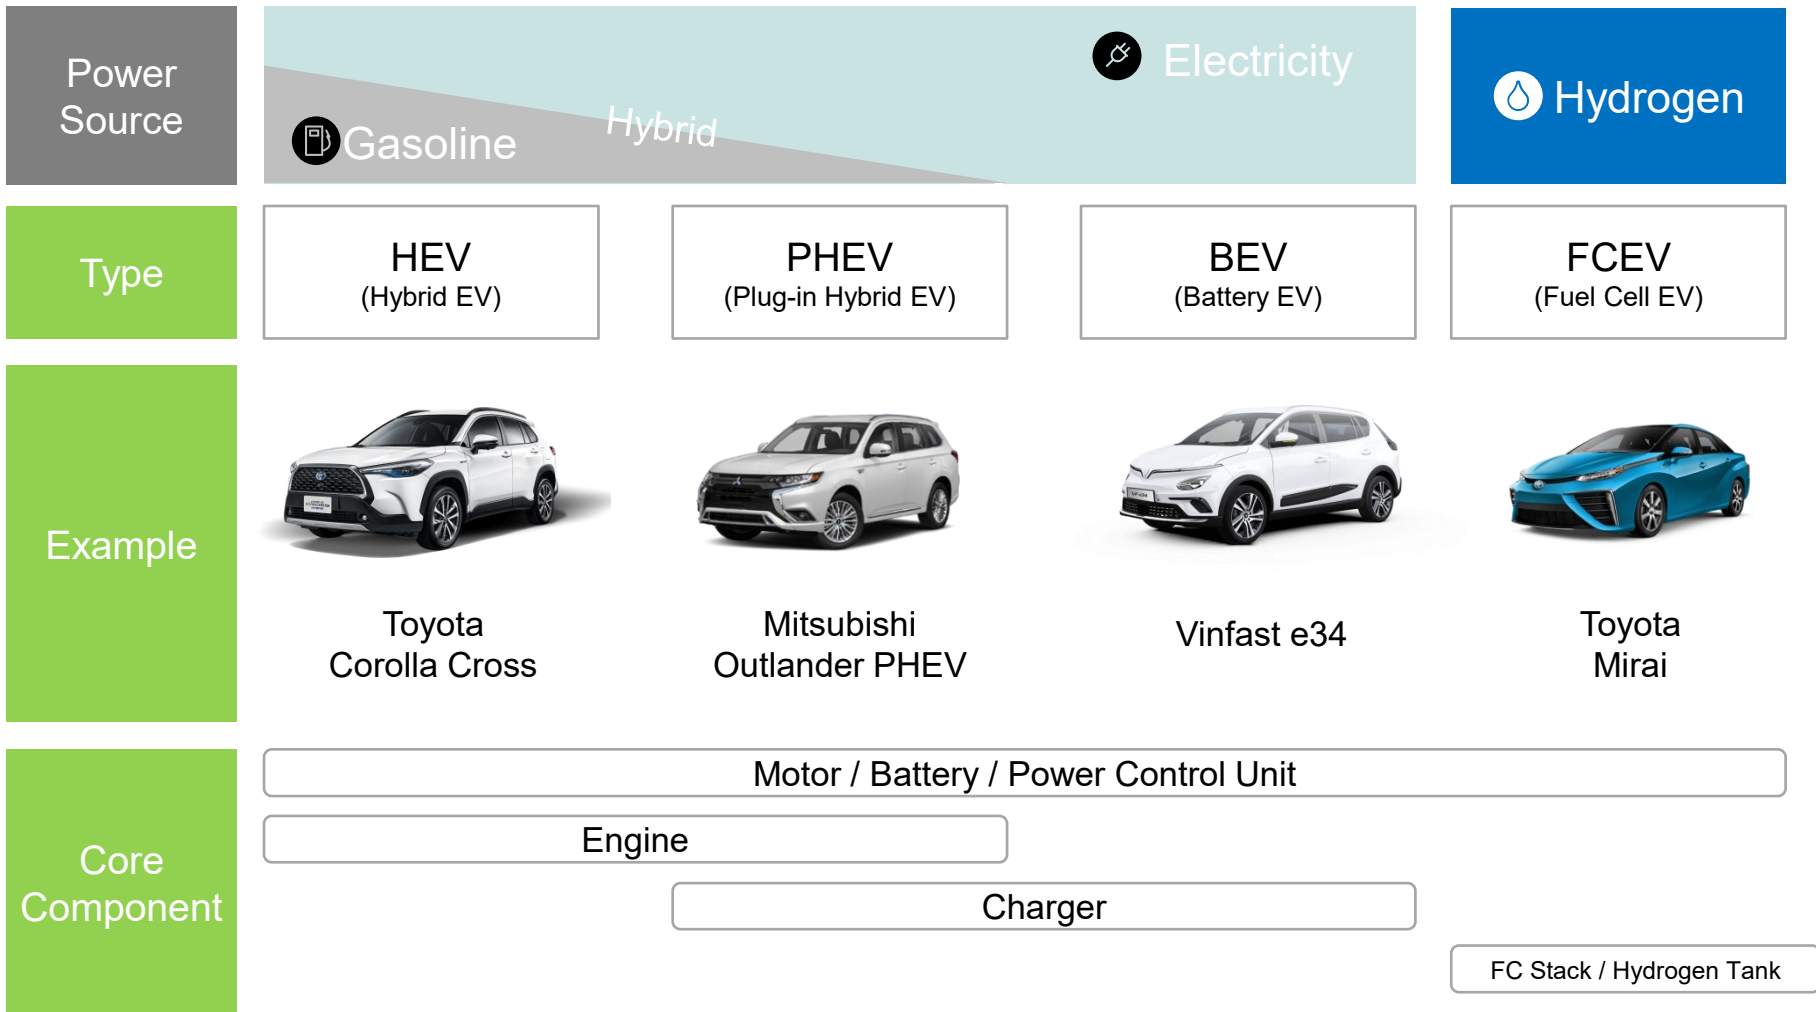 Power
Source
Gasoline
Hybrid
Electricity
Hydrogen
Type
HEV
(Hybrid EV)
PHEV
(Plug-in Hybrid EV)
BEV
(Battery EV)
FCEV
(Fuel Cell EV)
Example
Toyota
Corolla Cross
Mitsubishi
Outlander PHEV
Vinfast e34
Toyota
Mirai
Core
Component
Motor / Battery / Power Control Unit
Engine
Charger
FC Stack / Hydrogen Tank